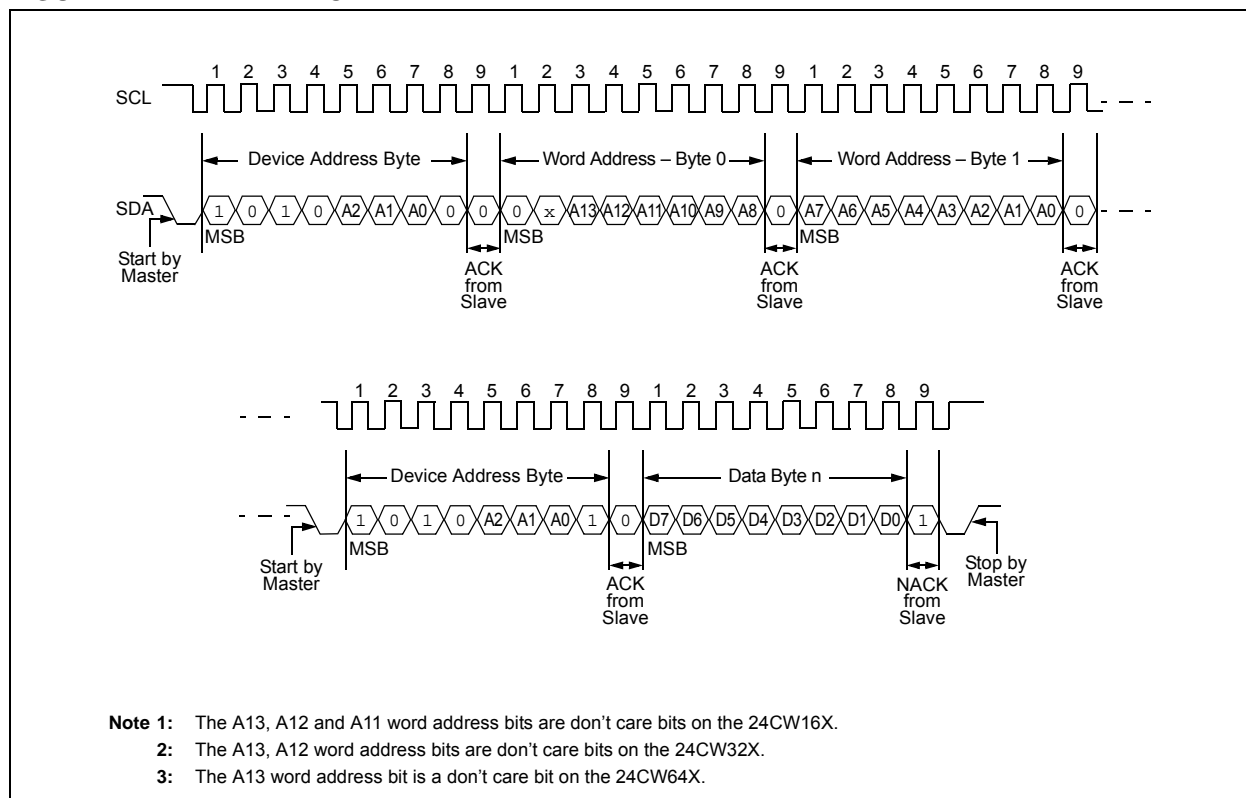 1 2 3 4 5 6 7 8 9 1 2 3 4 5 6 7 8 9 1 2 3 4 5 6 7 8 9
SCL
Device Address Byte
Word Address – Byte 0
Word Address – Byte 1
SDA 1 0 1 0 A2 A1 A0 0 0 0 x A13 A12 A11 A10 A9 A8 0 A7 A6 A5 A4 A3 A2 A1 A0 0
MSB MSB MSB
Start by
Master
ACK
from
Slave
ACK
from
Slave
ACK
from
Slave
1 2 3 4 5 6 7 8 9 1 2 3 4 5 6 7 8 9
Device Address Byte
Data Byte n
1 0 1 0 A2 A1 A0 1 0 D7 D6 D5 D4 D3 D2 D1 D0 1
MSB MSB
Start by
Master
ACK
from
Slave
NACK
from
Slave
Stop by
Master
Note 1: The A13, A12 and A11 word address bits are don't care bits on the 24CW16X.
2: The A13, A12 word address bits are don't care bits on the 24CW32X.
3: The A13 word address bit is a don't care bit on the 24CW64X.